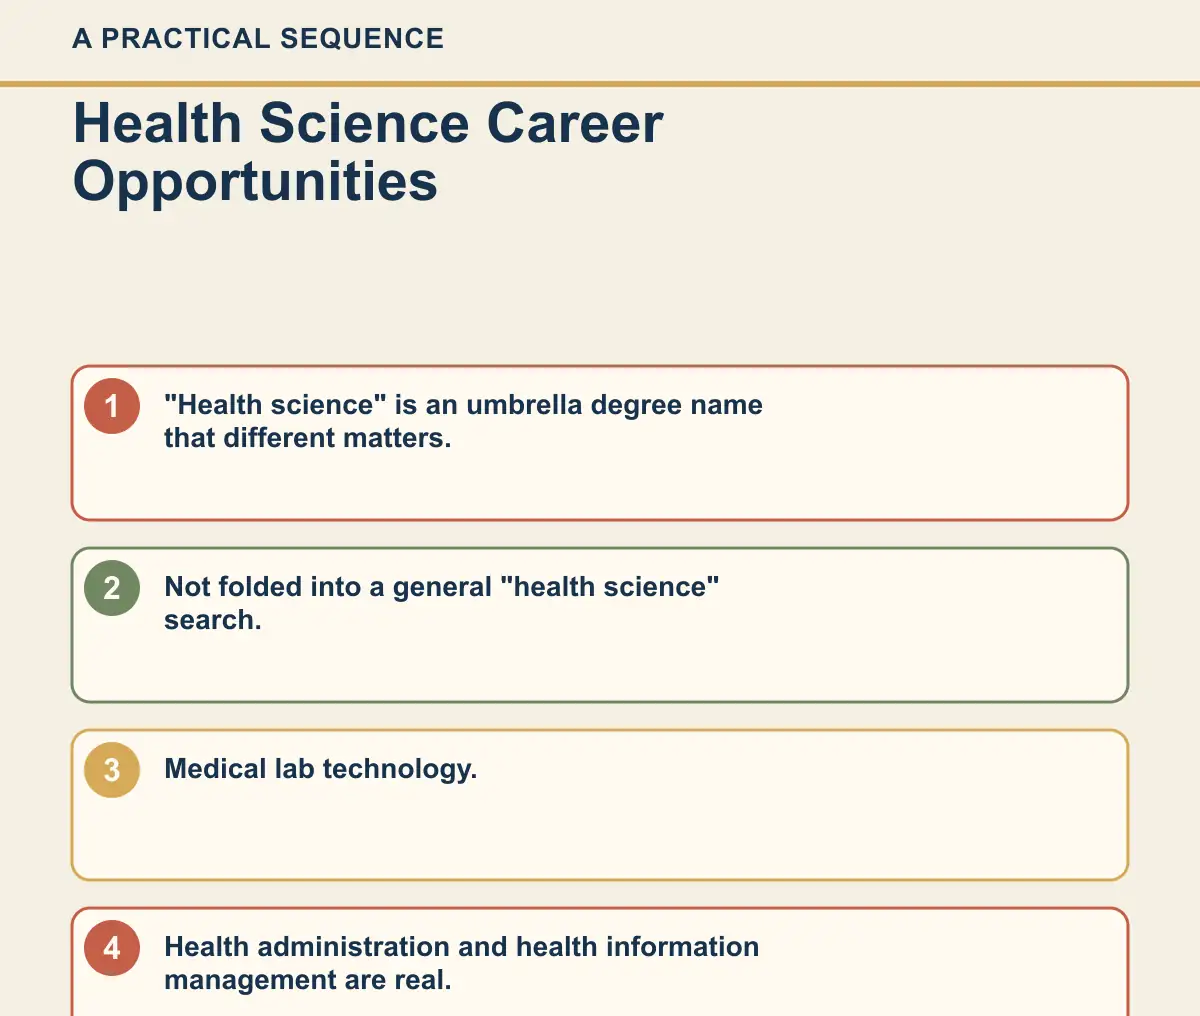 A PRACTICAL SEQUENCE
Health Science Career
Opportunities
1
"Health science" is an umbrella degree name
that different matters.
2
Not folded into a general "health science"
search.
3
Medical lab technology.
4
Health administration and health information
management are real.